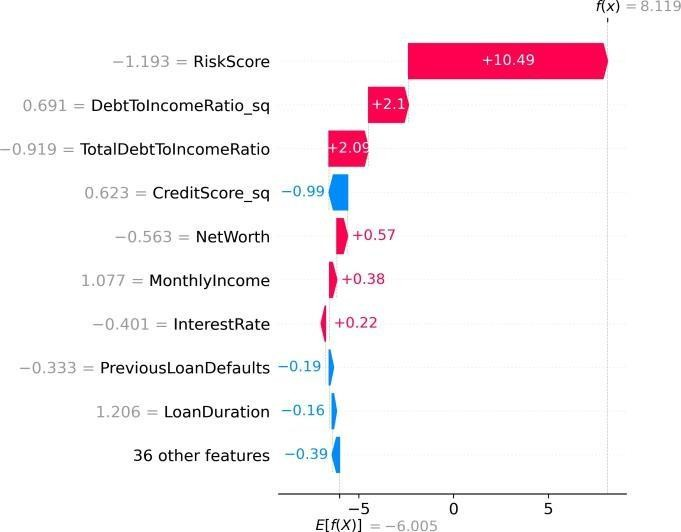 f(x) = 8.119
−1.193 = RiskScore +10.49
0.691 = DebtToIncomeRatio_sq +2.1
−0.919 = TotalDebtToIncomeRatio +2.09
0.623 = CreditScore_sq −0.99
−0.563 = NetWorth +0.57
1.077 = MonthlyIncome +0.38
−0.401 = InterestRate +0.22
−0.333 = PreviousLoanDefaults −0.19
1.206 = LoanDuration −0.16
36 other features −0.39
−5 0 5
E[f(X)] = −6.005